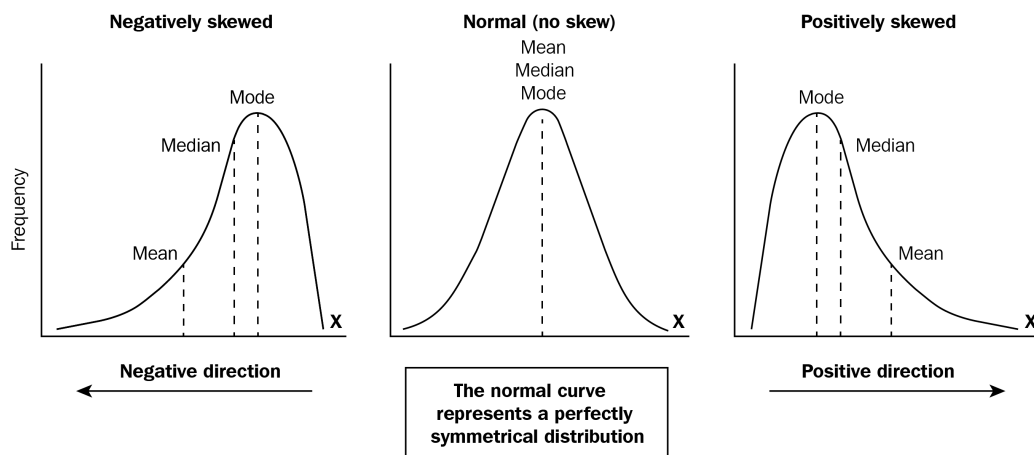 Negatively skewed
Normal (no skew)
Positively skewed
Mean
Median
Mode
Mode
Median
Mean
Frequency
X
X
Mode
Median
Mean
X
Negative direction
The normal curve
represents a perfectly
symmetrical distribution
Positive direction